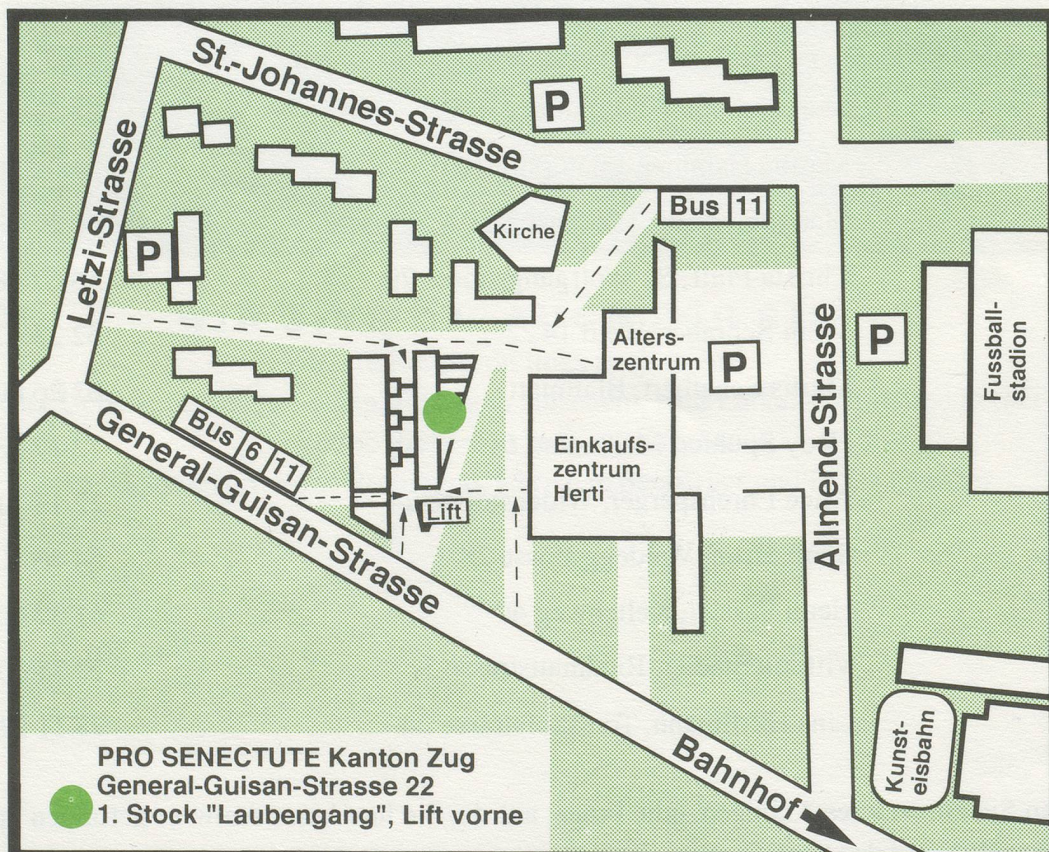 St.-Johannes-Strasse
P
Bus 11
Kirche
Letzi-Strasse
P
Alters-
zentrum
P
P
Fussball-
stadion
Allmend-Strasse
Bus 6 11
General-Guisan-Strasse
Einkaufs-
zentrum
Herti
Lift
Kunst-
eisbahn
Bahnhof
PRO SENECTUTE Kanton Zug
General-Guisan-Strasse 22
1. Stock "Laubengang", Lift vorne